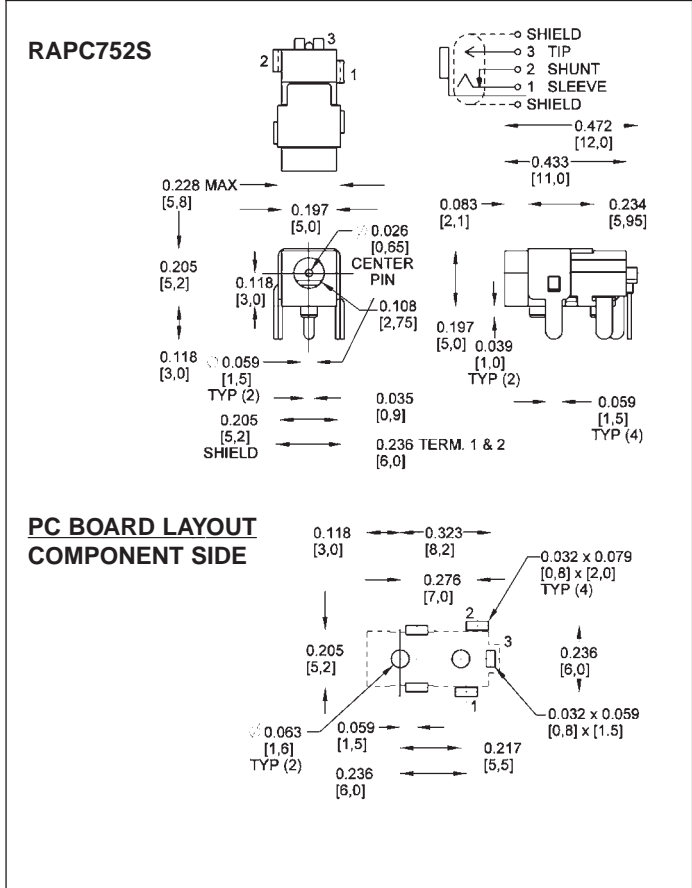 RAPC752S
3
2
1
SHIELD
3 TIP
2 SHUNT
1 SLEEVE
SHIELD
0.472
[12,0]
0.433
[11,0]
0.228 MAX
[5,8]
0.197
[5,0]
∅ 0.026
[0,65]
CENTER
PIN
0.083
[2,1]
0.234
[5,95]
0.205
[5,2]
0.118
[3,0]
0.108
[2,75]
0.118
[3,0]
∅ 0.059
[1,5]
TYP (2)
0.197
[5,0]
0.039
[1,0]
TYP (2)
0.035
[0,9]
0.059
[1,5]
TYP (4)
0.205
[5,2]
SHIELD
0.236 TERM. 1 & 2
[6,0]
PC BOARD LAYOUT
COMPONENT SIDE
0.118
[3,0]
0.323
[8,2]
0.032 x 0.079
[0,8] x [2,0]
TYP (4)
0.276
[7,0]
2
3
0.205
[5,2]
0.236
[6,0]
1
∅ 0.063
[1,6]
TYP (2)
0.059
[1,5]
0.032 x 0.059
[0,8] x [1.5]
0.217
[5,5]
0.236
[6,0]